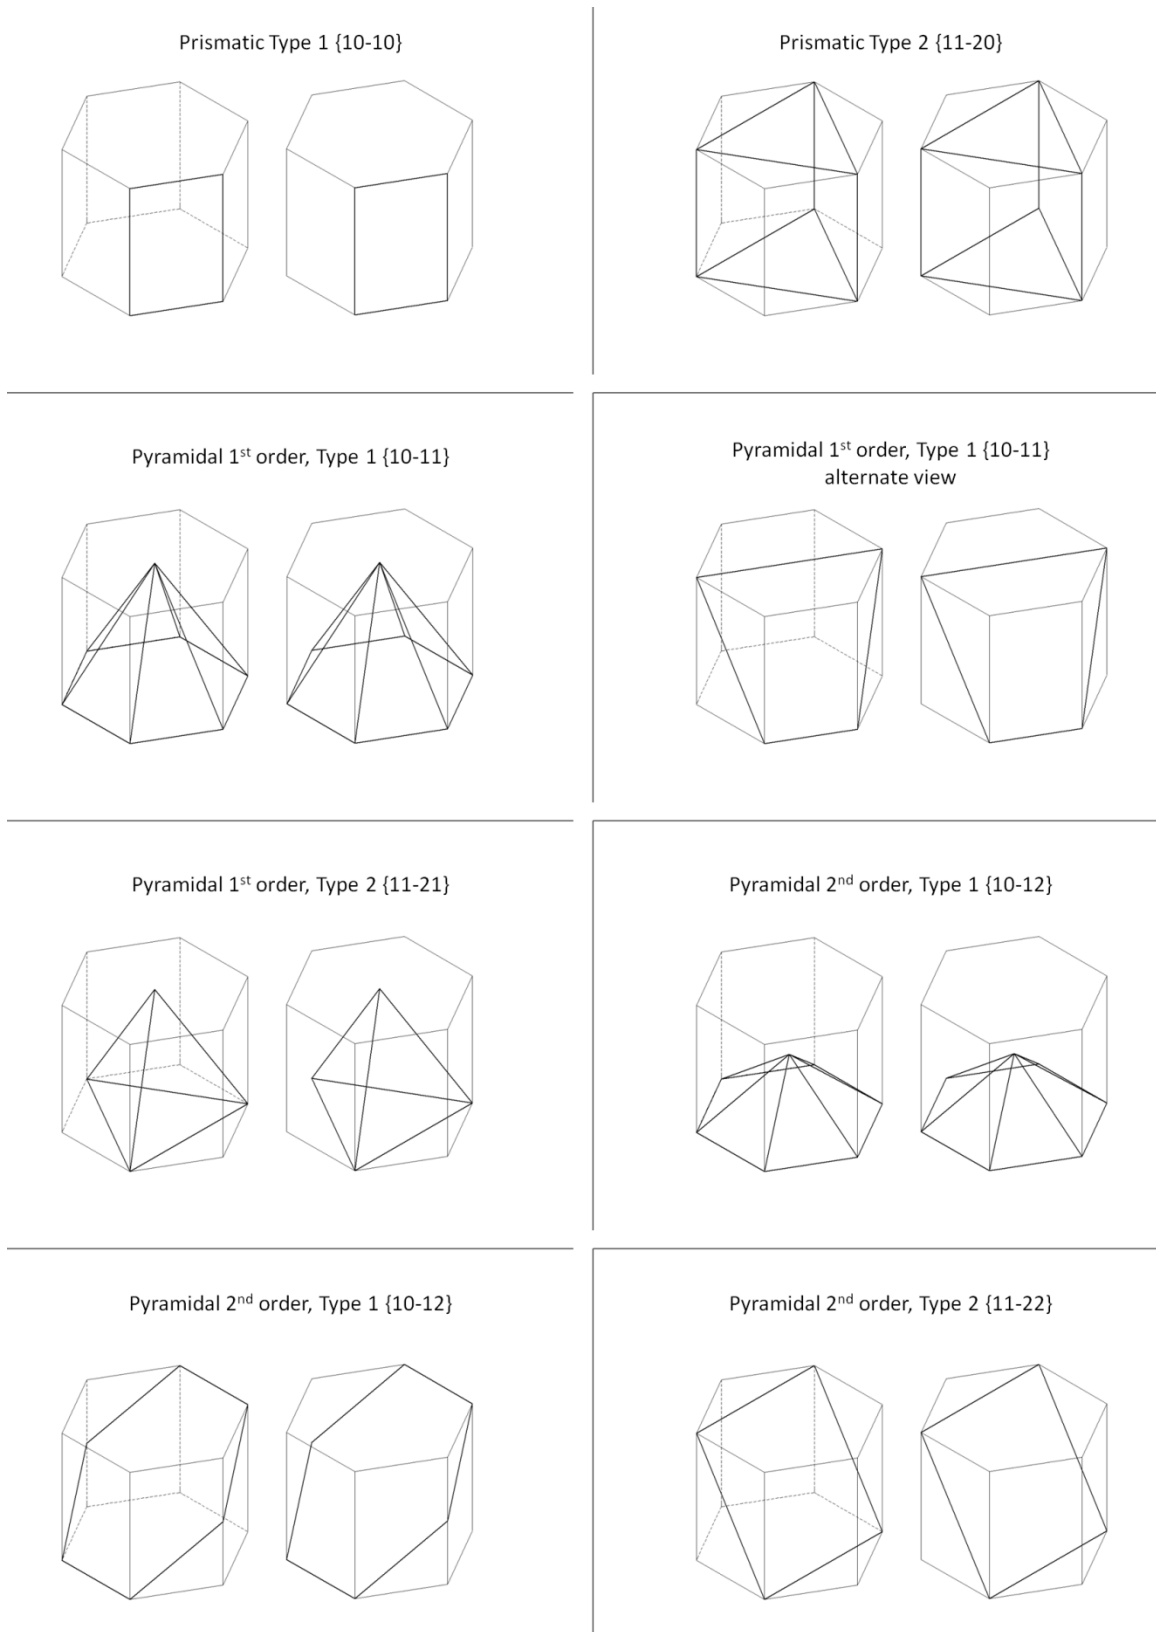 Prismatic Type 1 {10-10}
Prismatic Type 2 {11-20}
Pyramidal 1st order, Type 1 {10-11}
Pyramidal 1st order, Type 1 {10-11}
alternate view
Pyramidal 1st order, Type 2 {11-21}
Pyramidal 2nd order, Type 1 {10-12}
Pyramidal 2nd order, Type 1 {10-12}
Pyramidal 2nd order, Type 2 {11-22}